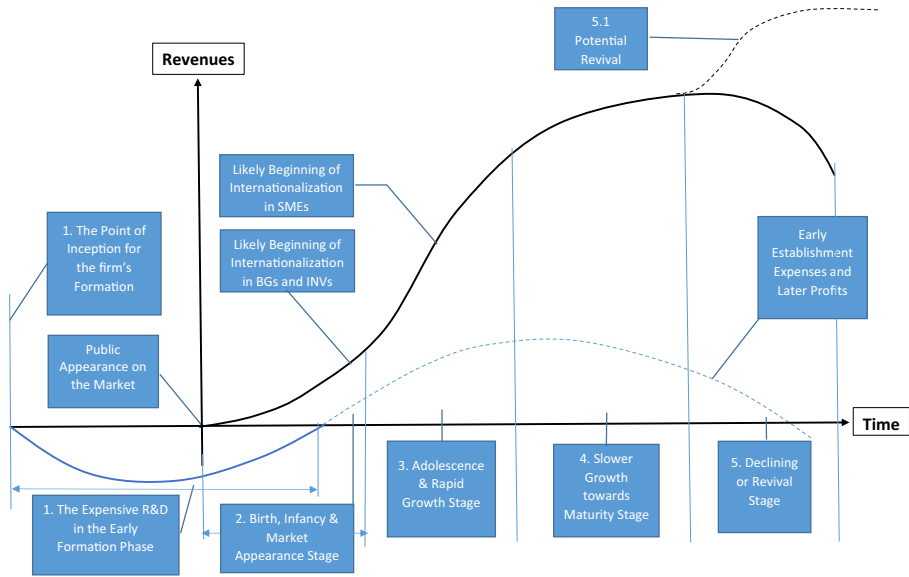 5.1
Potential
Revival
Revenues
Likely Beginning of
Internationalization
in SMEs
1. The Point of
Inception for
the firm's
Formation
Likely Beginning of
Internationalization
in BGs and INVs
Early
Establishment
Expenses and
Later Profits
Public
Appearance on
the Market
Time
3. Adolescence
& Rapid
Growth Stage
4. Slower
Growth
towards
Maturity Stage
5. Declining
or Revival
Stage
1. The Expensive R&D
in the Early
Formation Phase
2. Birth, Infancy &
Market
Appearance Stage